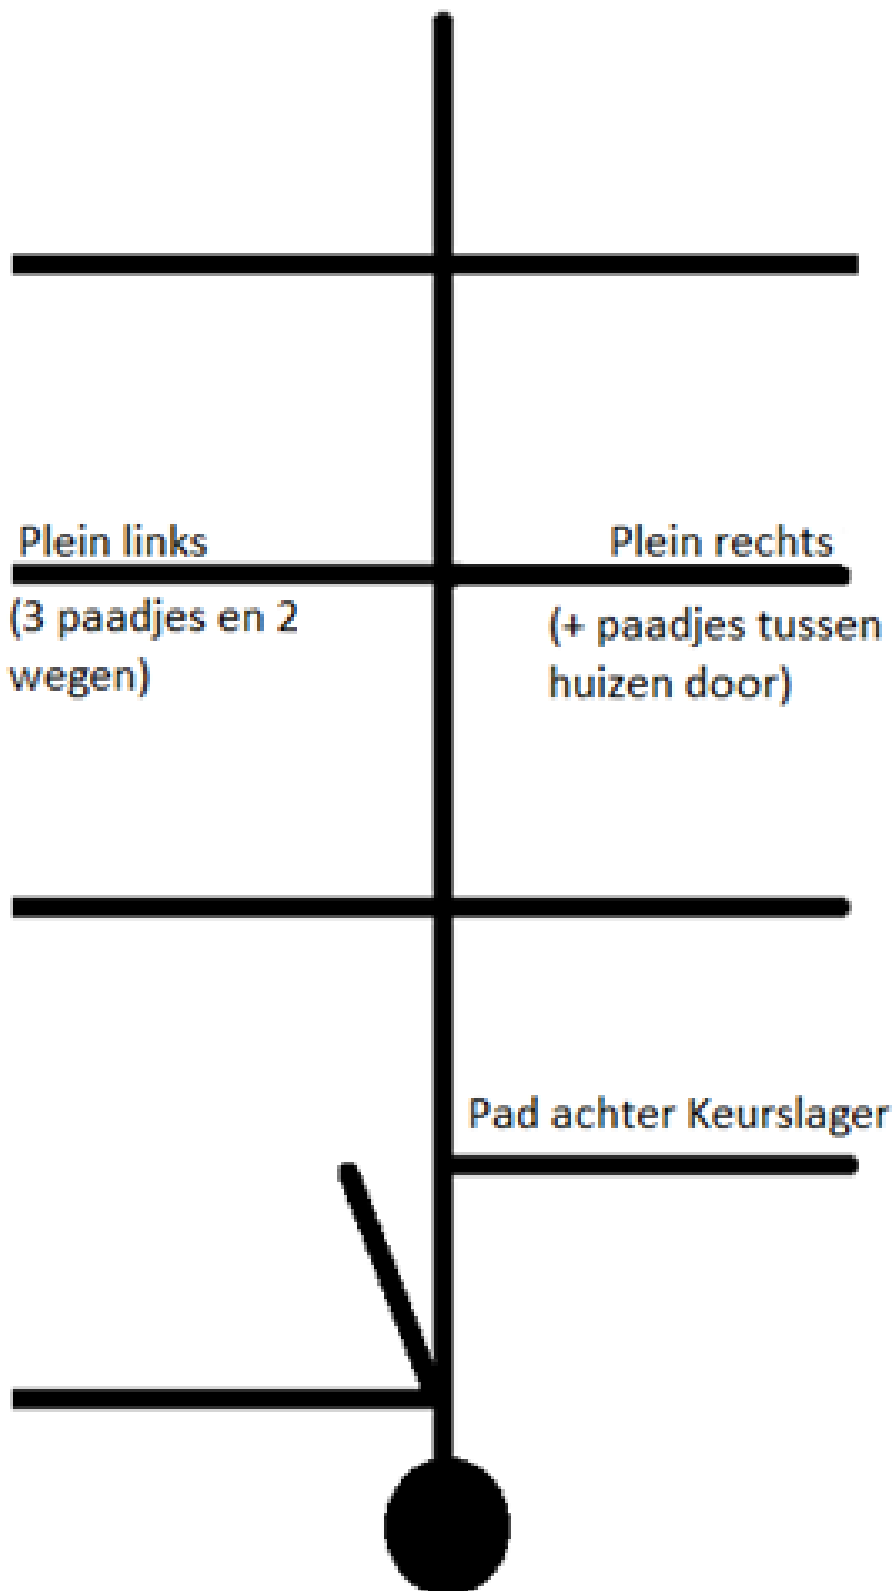 Plein links
Plein rechts
(3 paadjes en 2
wegen)
(+ paadjes tussen
huizen door)
Pad achter Keurslager